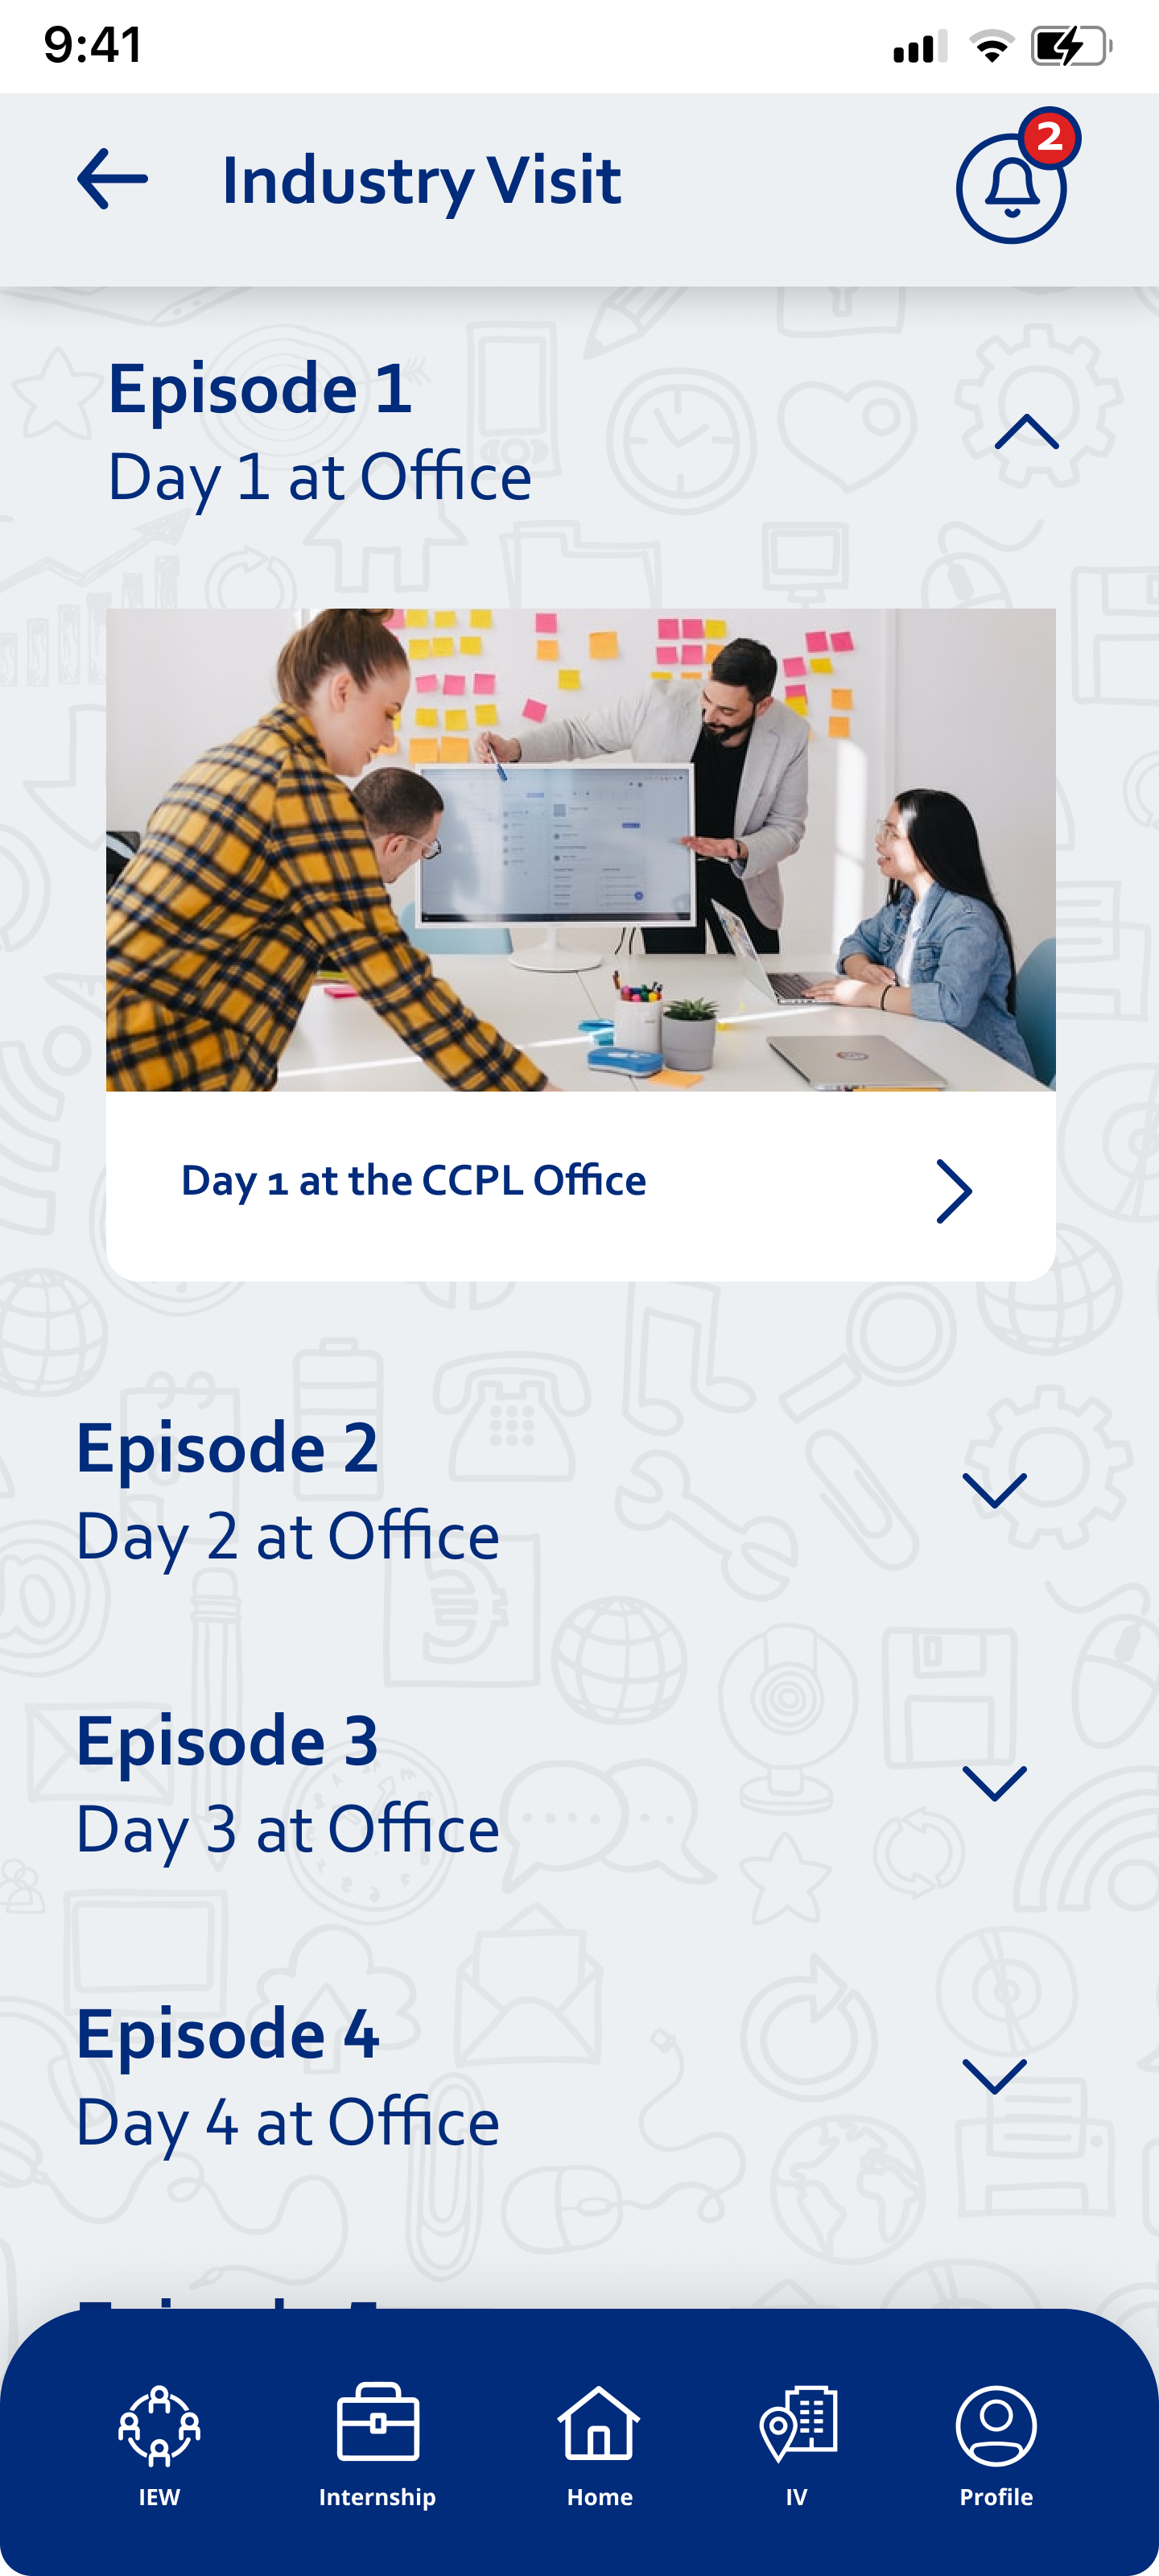 9:41
Industry Visit
2
Episode 1
Day 1 at Office
Day 1 at the CCPL Office
Episode 2
Day 2 at Office
Episode 3
Day 3 at Office
Episode 4
Day 4 at Office
IEW
Internship
Home
IV
Profile